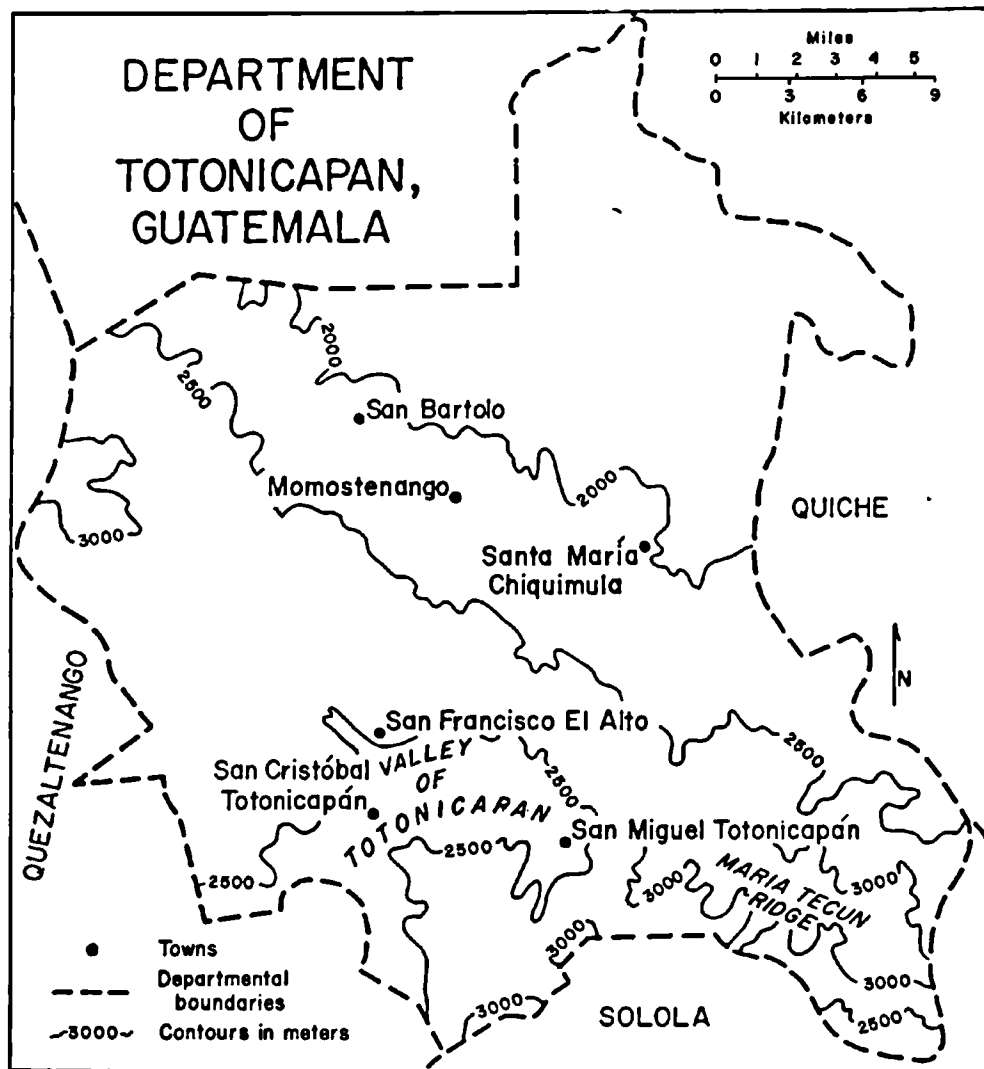 DEPARTMENT
OF
TOTONICAPAN,
GUATEMALA
Miles
0 1 2 3 4 5
0 3 6 9
Kilometers
2000
2500
San Bartolo
Momostenango
2000
3000
QUICHE
Santa María
Chiquimula
N
QUEZALTENANGO
San Francisco El Alto
2500
San Cristóbal
Totonicapán
VALLEY
OF
TOTONICAPAN
2500
San Miguel Totonicapán
2500
2500
3000
3000
MARIA TECUN
RIDGE
3000
3000
3000
2500
SOLOLA
Towns
Departmental
boundaries
3000 Contours in meters